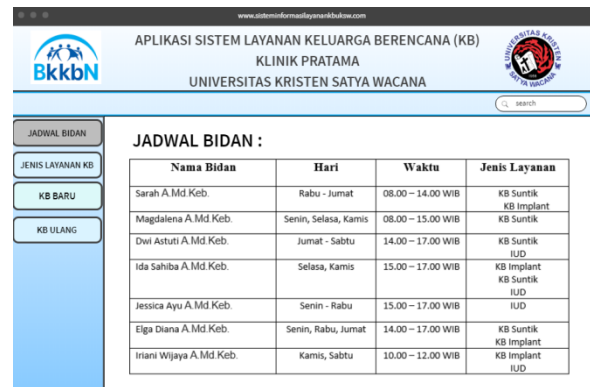 www.sisteminformasilayanankbuksw.com
BkkbN
APLIKASI SISTEM LAYANAN KELUARGA BERENCANA (KB)
KLINIK PRATAMA
UNIVERSITAS KRISTEN SATYA WACANA
UNIVERSITAS KRISTEN SATYA WACANA
search
JADWAL BIDAN
JENIS LAYANAN KB
KB BARU
KB ULANG
JADWAL BIDAN :
Nama Bidan Hari Waktu Jenis Layanan
Sarah A.Md.Keb. Rabu - Jumat 08.00 – 14.00 WIB KB Suntik
KB Implant
Magdalena A.Md.Keb. Senin, Selasa, Kamis 08.00 – 15.00 WIB KB Suntik
Dwi Astuti A.Md.Keb. Jumat - Sabtu 14.00 – 17.00 WIB KB Suntik
IUD
Ida Sahiba A.Md.Keb. Selasa, Kamis 15.00 – 17.00 WIB KB Implant
KB Suntik
IUD
Jessica Ayu A.Md.Keb. Senin - Rabu 15.00 – 17.00 WIB IUD
Elga Diana A.Md.Keb. Senin, Rabu, Jumat 14.00 – 17.00 WIB KB Suntik
KB Implant
Iriani Wijaya A.Md.Keb. Kamis, Sabtu 10.00 – 12.00 WIB KB Implant
IUD